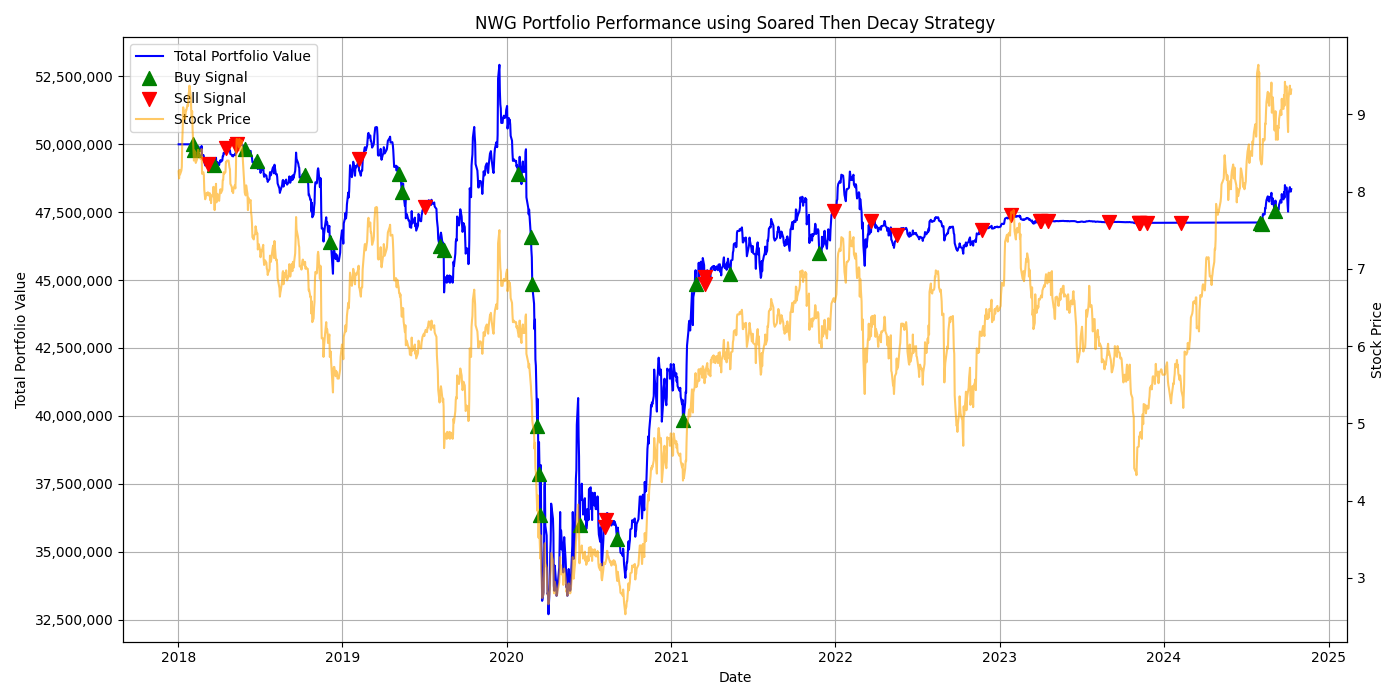 NWG Portfolio Performance using Soared Then Decay Strategy
Total Portfolio Value
Buy Signal
Sell Signal
Stock Price
52,500,000
50,000,000
47,500,000
45,000,000
42,500,000
40,000,000
37,500,000
35,000,000
32,500,000
Total Portfolio Value
9
8
7
6
5
4
3
Stock Price
2018 2019 2020 2021 2022 2023 2024 2025
Date